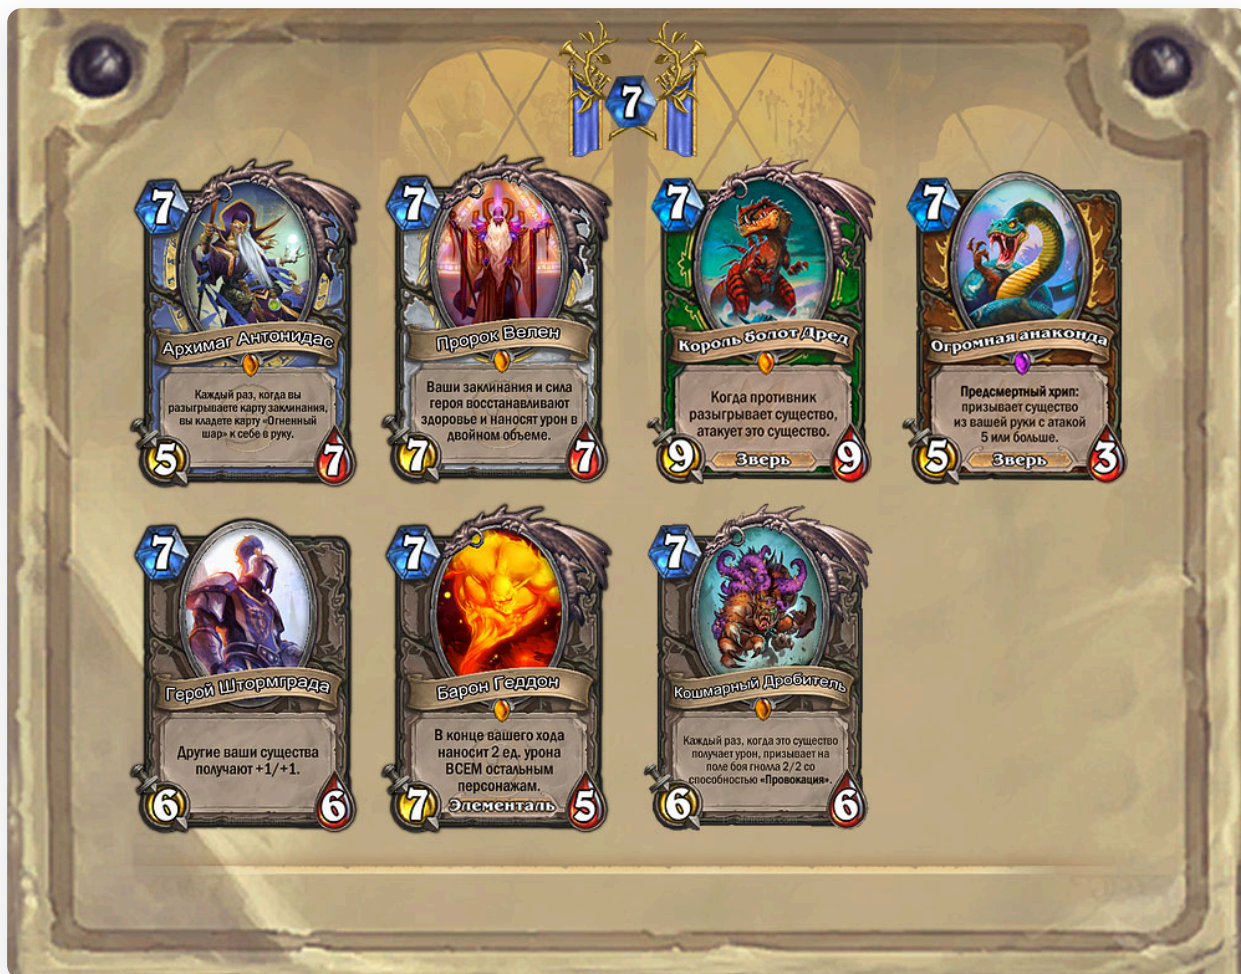 7
7
Архимаг Антонидас
Каждый раз, когда вы
разыгрываете карту заклинания,
вы кладете карту «Огненный
шар» к себе в руку.
5
7
7
Пророк Велен
Ваши заклинания и сила
героя восстанавливают
здоровье и наносят урон в
двойном объеме.
7
7
7
Король болот Дред
Когда противник
разыгрывает существо,
атакует это существо.
9
Зверь
9
7
Огромная анаконда
Предсмертный хрип:
призывает существо
из вашей руки с атакой
5 или больше.
5
Зверь
3
7
Герой Штормграда
Другие ваши существа
получают +1/+1.
6
6
7
Барон Геддон
В конце вашего хода
наносит 2 ед. урона
ВСЕМ остальным
персонажам.
7
Элементаль
5
7
Кошмарный Дробитель
Каждый раз, когда это существо
получает урон, призывает на
поле боя гнолла 2/2 со
способностью «Провокация».
6
6